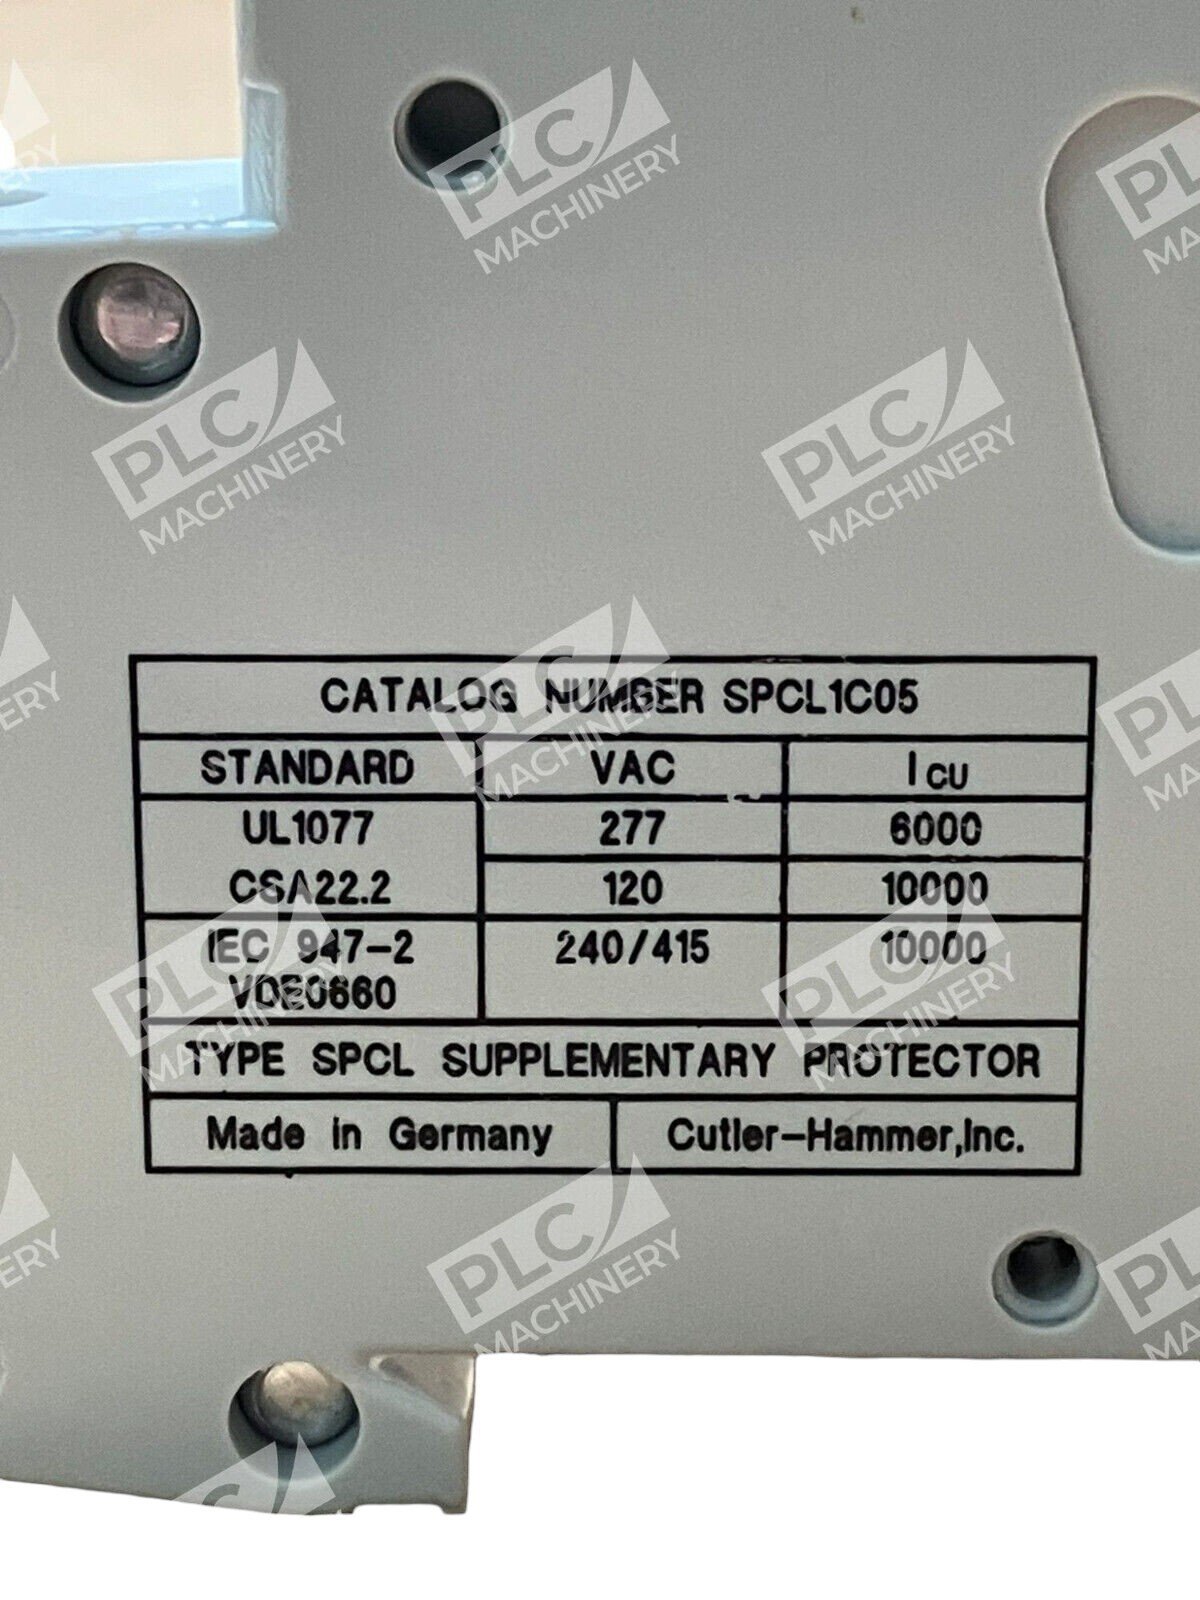 CATALOG NUMBER SPCL1C05
STANDARD VAC ICU
UL1077 277 6000
CSA22.2 120 10000
IEC 947-2 240/415 10000
VDE0660
TYPE SPCL SUPPLEMENTARY PROTECTOR
Made in Germany Cutler-Hammer,Inc.
PLC
MACHINERY